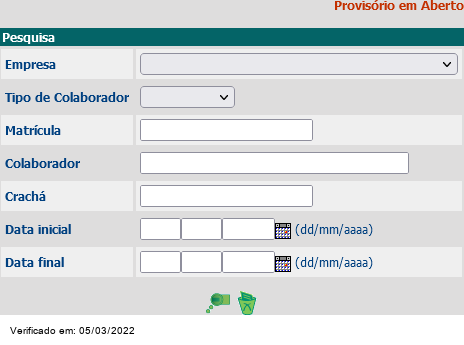 Provisório em Aberto
Pesquisa
Empresa
Tipo de Colaborador
Matrícula
Colaborador
Crachá
Data inicial (dd/mm/aaaa)
Data final (dd/mm/aaaa)
Verificado em: 05/03/2022